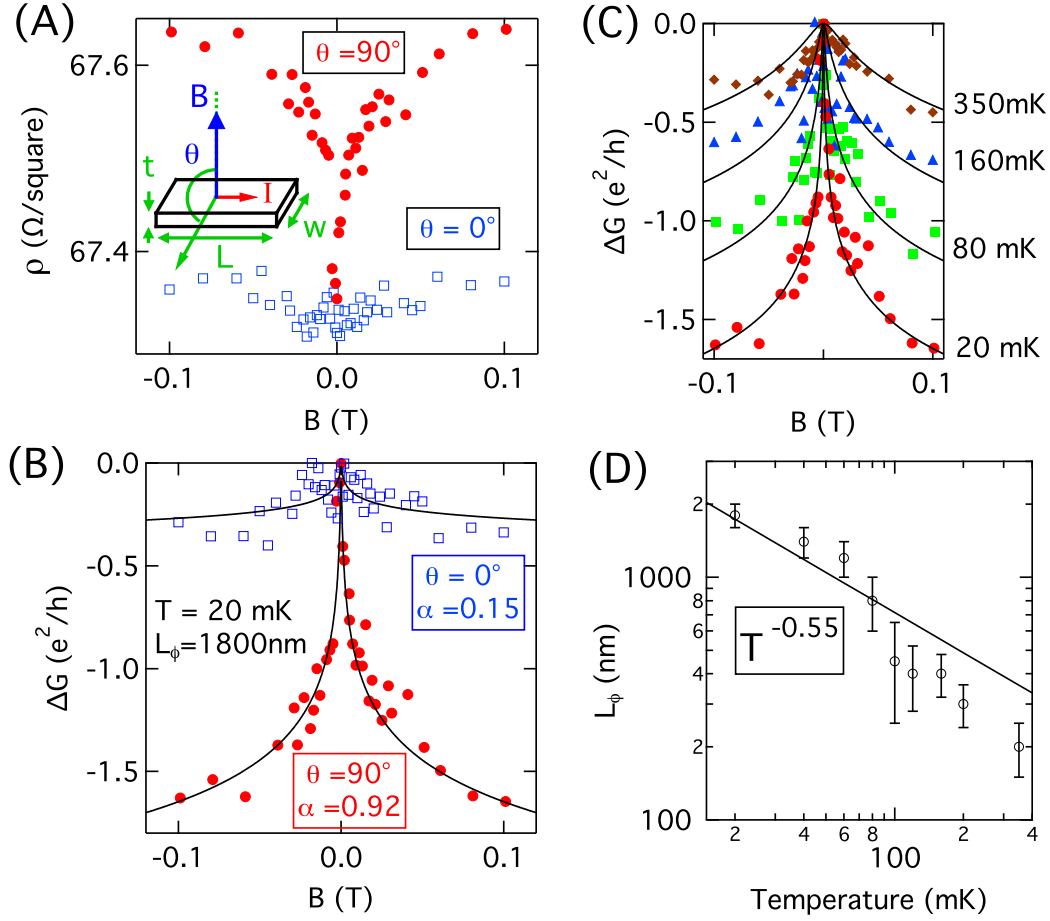 (A)
ρ (Ω/square)
67.6
67.4
θ =90°
θ = 0°
B
θ
t
I
w
L
-0.1
0.0
0.1
B (T)
(C)
ΔG (e²/h)
0.0
-0.5
-1.0
-1.5
350mK
160mK
80 mK
20 mK
-0.1
0.1
B (T)
(B)
ΔG (e²/h)
0.0
-0.5
-1.0
-1.5
T = 20 mK
Lϕ=1800nm
θ = 0°
α =0.15
θ =90°
α =0.92
-0.1
0.0
0.1
B (T)
(D)
Lϕ (nm)
2
1000
8
6
4
2
100
T -0.55
2
4
6
8
100
2
4
Temperature (mK)